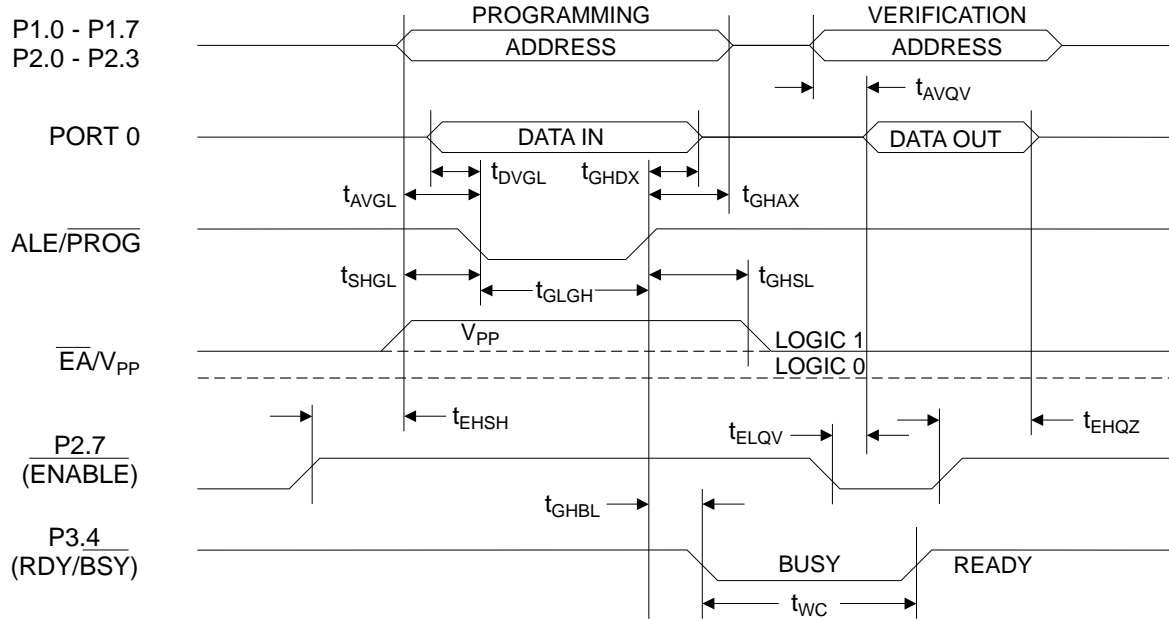 PROGRAMMING
VERIFICATION
P1.0 - P1.7
P2.0 - P2.3
ADDRESS
ADDRESS
tAVQV
PORT 0
DATA IN
DATA OUT
tDVGL
tGHDX
tAVGL
tGHAX
ALE/PROG
tSHGL
tGLGH
tGHSL
VPP
LOGIC 1
EA/VPP
LOGIC 0
tEHSH
tELQV
tEHQZ
P2.7
(ENABLE)
tGHBL
P3.4
(RDY/BSY)
BUSY
READY
tWC